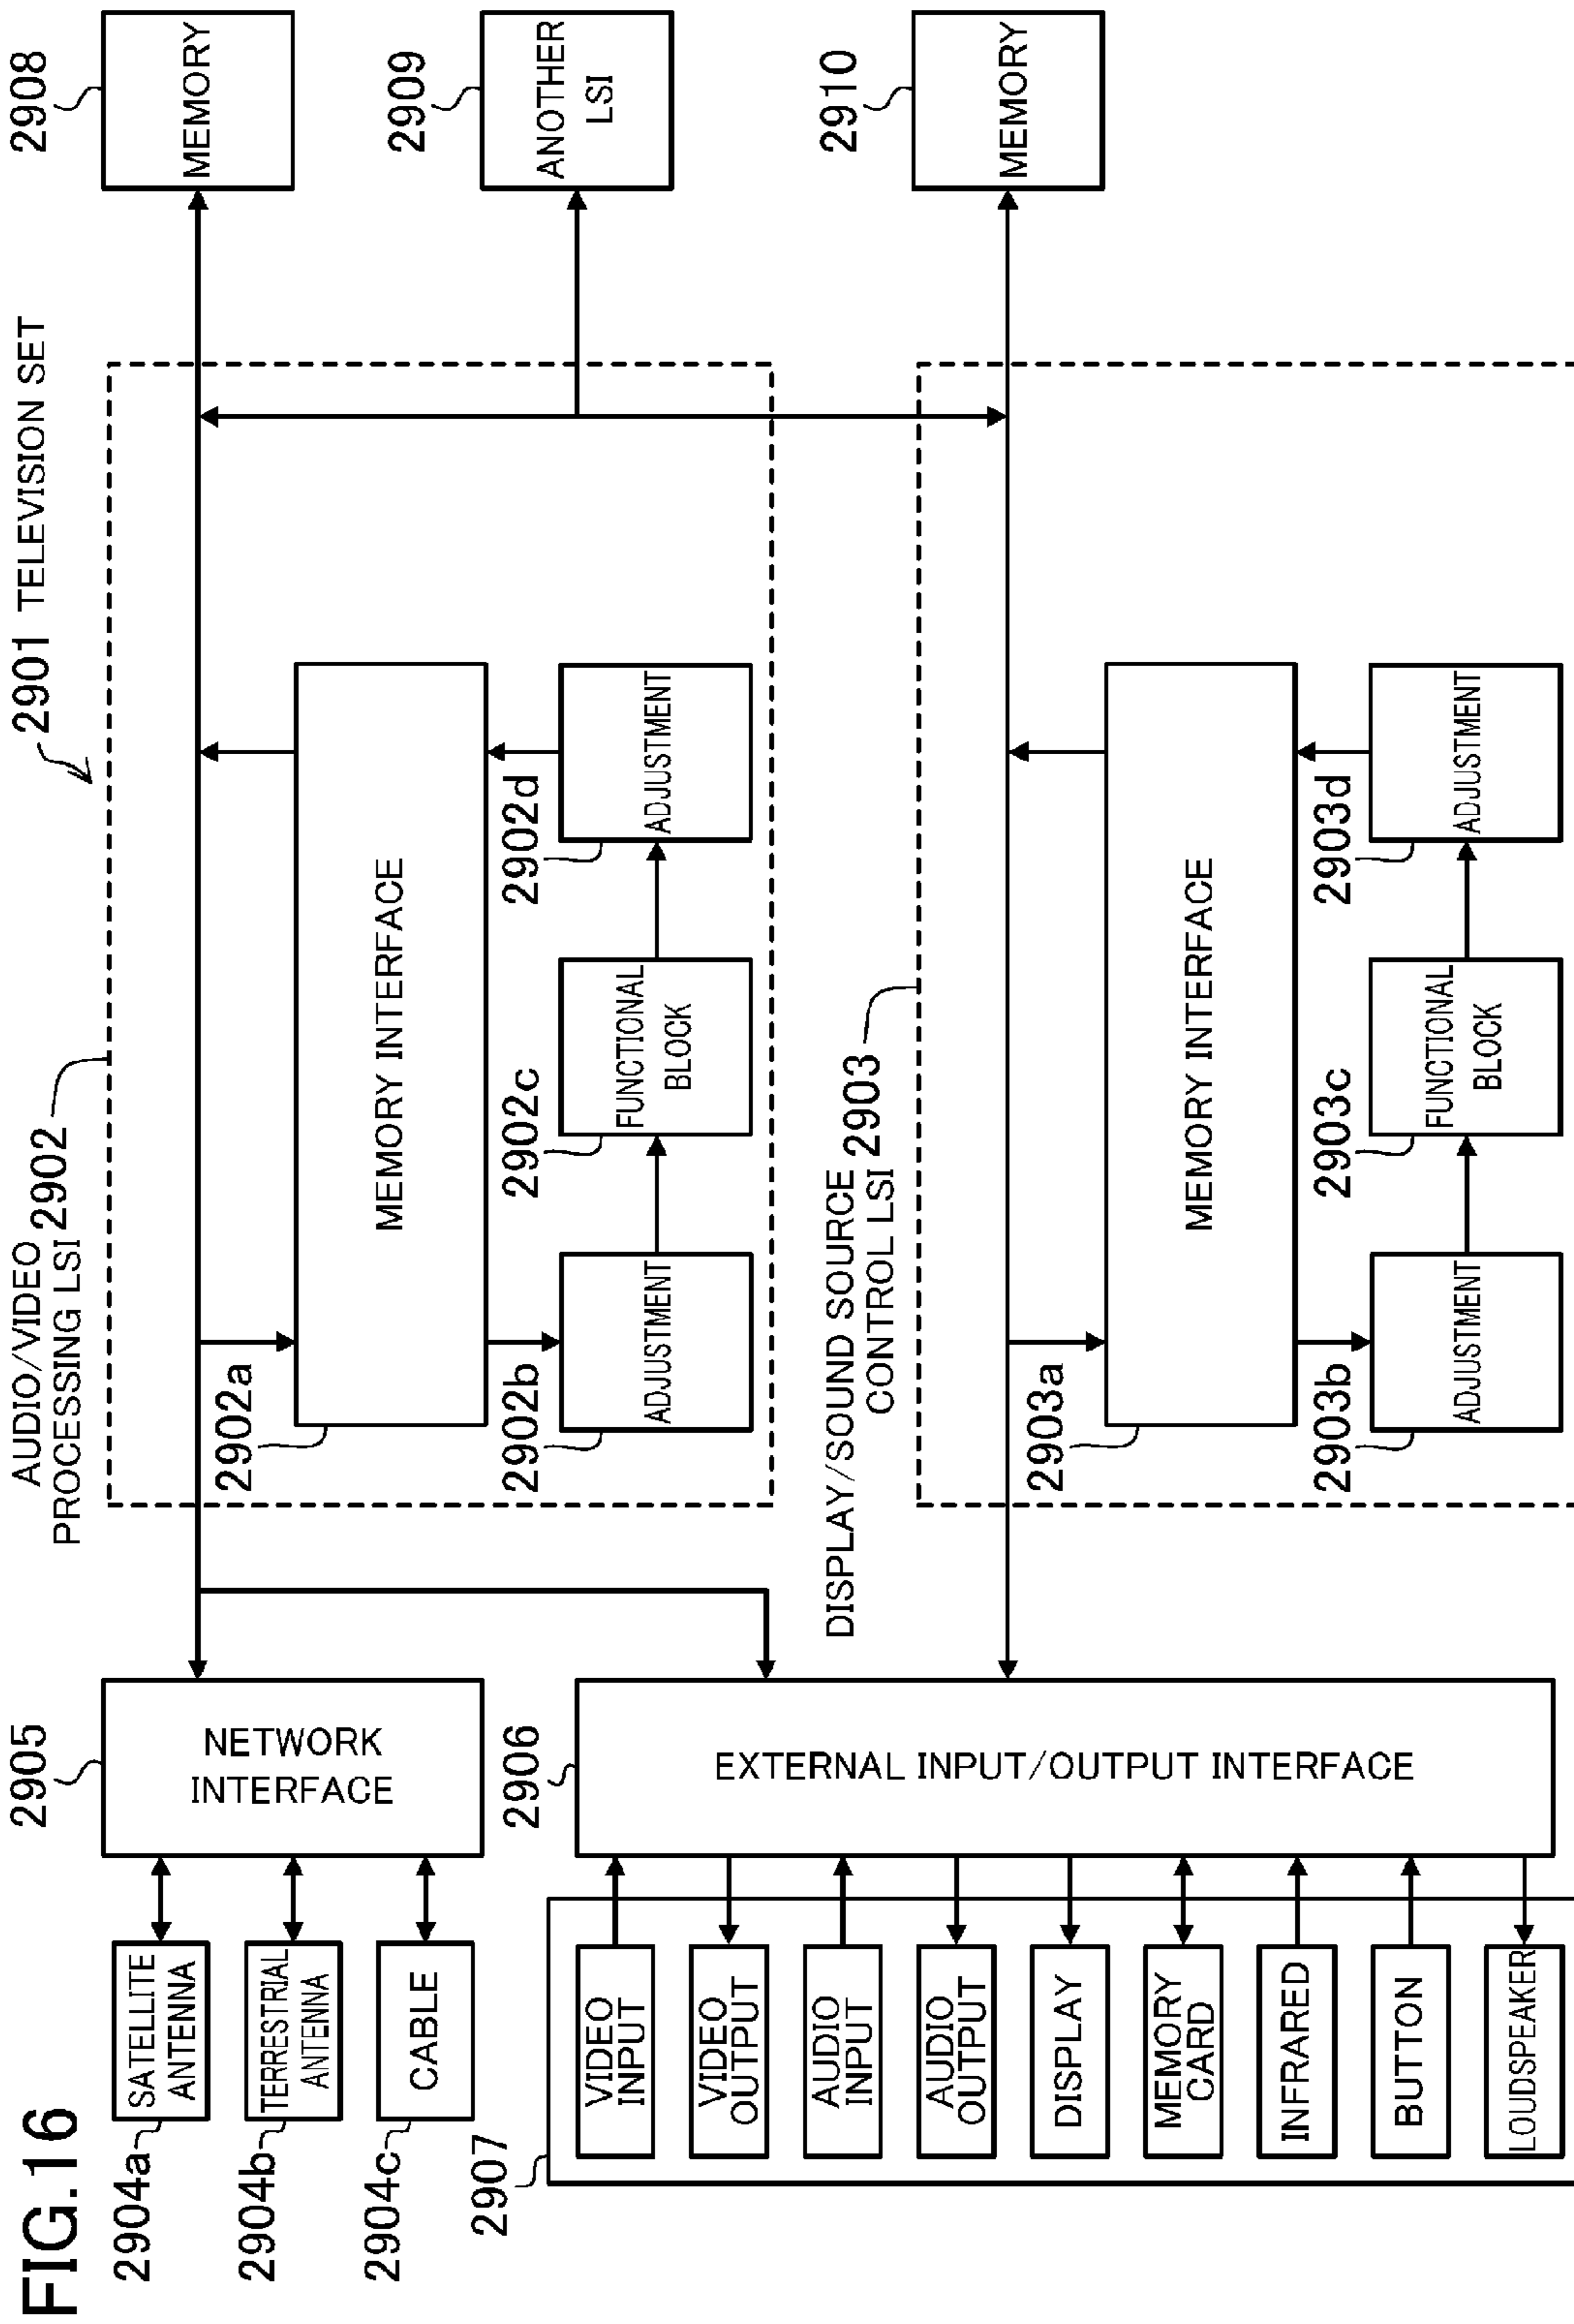 FIG.16
2901 TELEVISION SET
AUDIO/VIDEO
PROCESSING LSI 2902
2904a
SATELLITE
ANTENNA
2904b
TERRESTRIAL
ANTENNA
2904c
CABLE
2905
NETWORK
INTERFACE
2902a
MEMORY INTERFACE
2902b
ADJUSTMENT
2902c
FUNCTIONAL
BLOCK
2902d
ADJUSTMENT
2908
MEMORY
2909
ANOTHER
LSI
2907
VIDEO
INPUT
VIDEO
OUTPUT
AUDIO
INPUT
AUDIO
OUTPUT
DISPLAY
MEMORY
CARD
INFRARED
BUTTON
LOUDSPEAKER
2906
EXTERNAL INPUT/OUTPUT INTERFACE
DISPLAY/SOUND SOURCE
CONTROL LSI 2903
2903a
MEMORY INTERFACE
2903b
ADJUSTMENT
2903c
FUNCTIONAL
BLOCK
2903d
ADJUSTMENT
2910
MEMORY